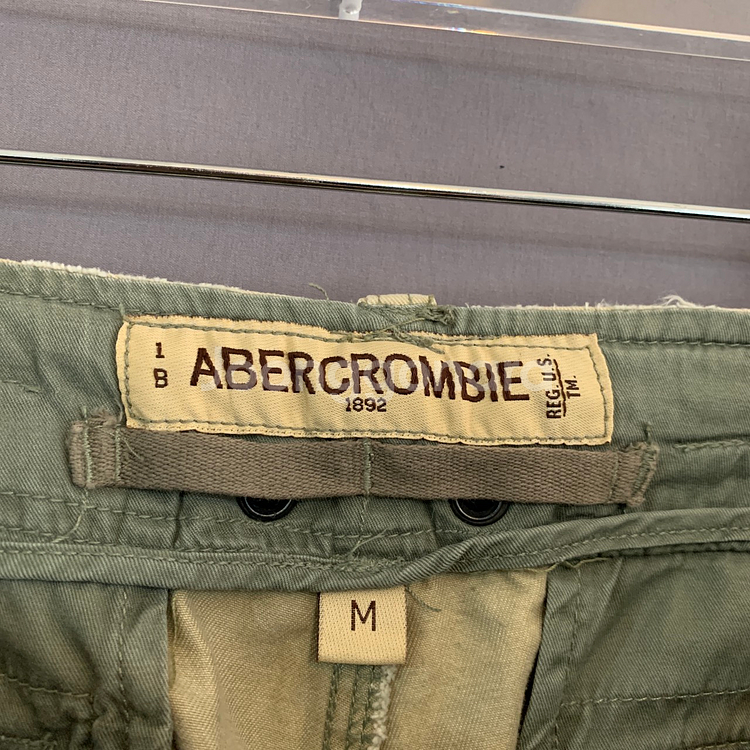 1
B
ABERCROMBIE
1892
REG. U.S.
TM.
M